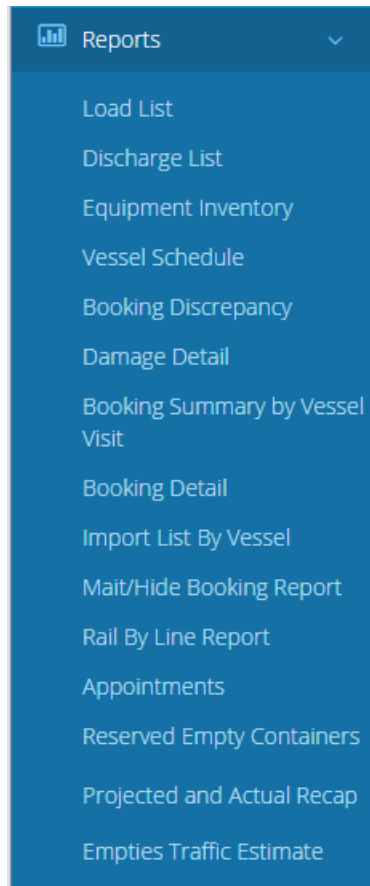 Reports
Load List
Discharge List
Equipment Inventory
Vessel Schedule
Booking Discrepancy
Damage Detail
Booking Summary by Vessel
Visit
Booking Detail
Import List By Vessel
Mait/Hide Booking Report
Rail By Line Report
Appointments
Reserved Empty Containers
Projected and Actual Recap
Empties Traffic Estimate